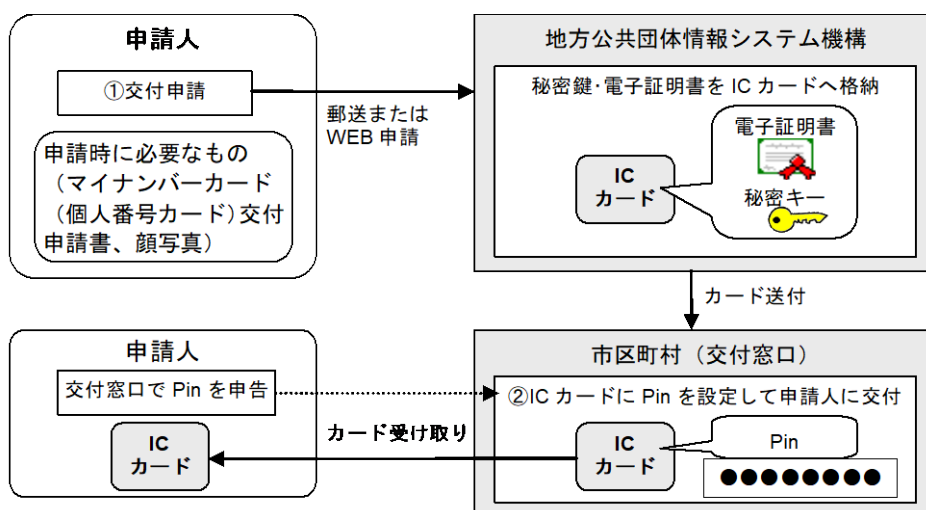 申請人
①交付申請
申請時に必要なもの
（マイナンバーカード
（個人番号カード）交付
申請書、顔写真）
郵送または
WEB 申請
地方公共団体情報システム機構
秘密鍵･電子証明書を IC カードへ格納
電子証明書
IC
カード
秘密キー
カード送付
申請人
交付窓口で Pin を申告
IC
カード
カード受け取り
市区町村（交付窓口）
②IC カードに Pin を設定して申請人に交付
IC
カード
Pin
●●●●●●●●